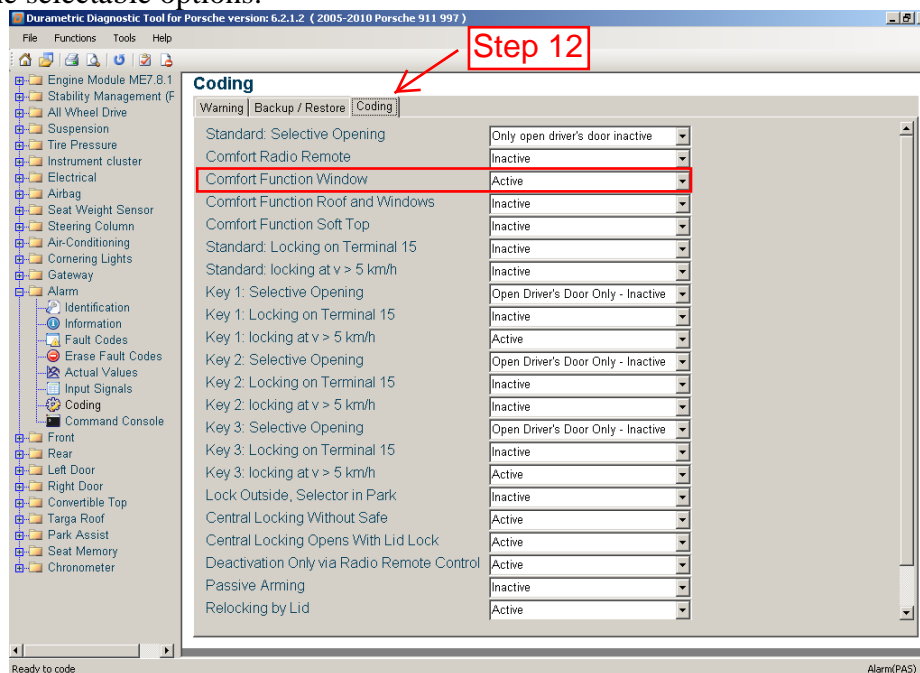 e selectable options.
Durametric Diagnostic Tool for Porsche version: 6.2.1.2 ( 2005-2010 Porsche 911 997 )
File Functions Tools Help
Step 12
Engine Module ME7.8.1
Stability Management (F
All Wheel Drive
Suspension
Tire Pressure
Instrument cluster
Electrical
Airbag
Seat Weight Sensor
Steering Column
Air-Conditioning
Cornering Lights
Gateway
Alarm
Identification
Information
Fault Codes
Erase Fault Codes
Actual Values
Input Signals
Coding
Command Console
Front
Rear
Left Door
Right Door
Convertible Top
Targa Roof
Park Assist
Seat Memory
Chronometer
Coding
Warning Backup / Restore Coding
Standard: Selective Opening Only open driver's door inactive
Comfort Radio Remote Inactive
Comfort Function Window Active
Comfort Function Roof and Windows Inactive
Comfort Function Soft Top Inactive
Standard: Locking on Terminal 15 Inactive
Standard: locking at v > 5 km/h Inactive
Key 1: Selective Opening Open Driver's Door Only - Inactive
Key 1: Locking on Terminal 15 Inactive
Key 1: locking at v > 5 km/h Active
Key 2: Selective Opening Open Driver's Door Only - Inactive
Key 2: Locking on Terminal 15 Inactive
Key 2: locking at v > 5 km/h Inactive
Key 3: Selective Opening Open Driver's Door Only - Inactive
Key 3: Locking on Terminal 15 Inactive
Key 3: locking at v > 5 km/h Active
Lock Outside, Selector in Park Inactive
Central Locking Without Safe Active
Central Locking Opens With Lid Lock Active
Deactivation Only via Radio Remote Control Active
Passive Arming Inactive
Relocking by Lid Active
Ready to code Alarm(PAS)